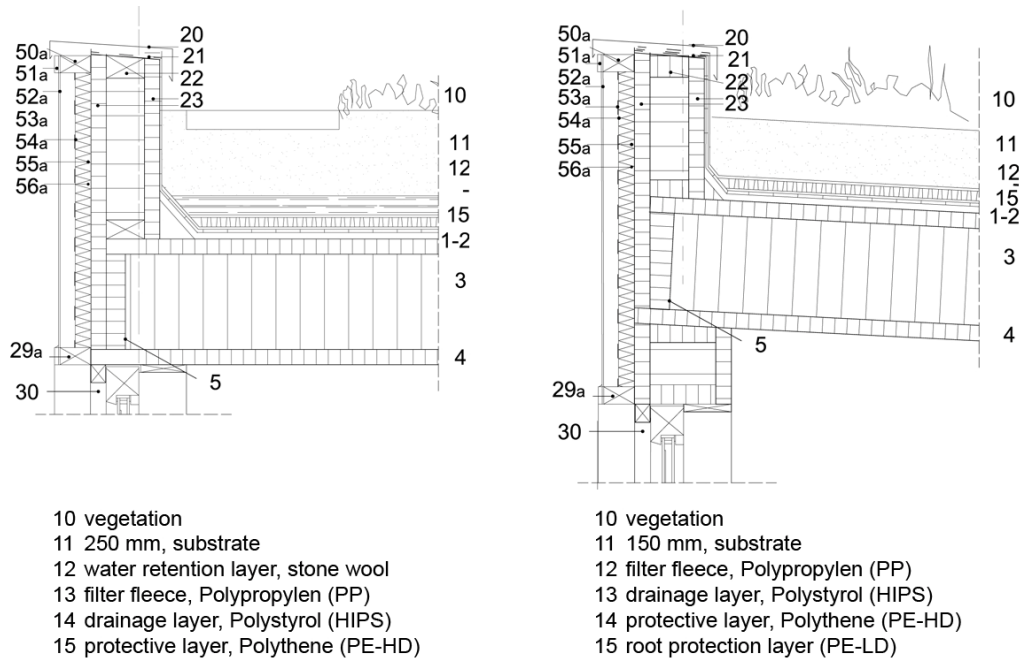 50a
51a
52a
53a
54a
55a
56a
20
21
22
23
10
11
12
-
15
1-2
3
4
5
29a
30
50a
51a
52a
53a
54a
55a
56a
20
21
22
23
10
11
12
-
15
1-2
3
4
5
29a
30
10 vegetation
11 250 mm, substrate
12 water retention layer, stone wool
13 filter fleece, Polypropylen (PP)
14 drainage layer, Polystyrol (HIPS)
15 protective layer, Polythene (PE-HD)
10 vegetation
11 150 mm, substrate
12 filter fleece, Polypropylen (PP)
13 drainage layer, Polystyrol (HIPS)
14 protective layer, Polythene (PE-HD)
15 root protection layer (PE-LD)